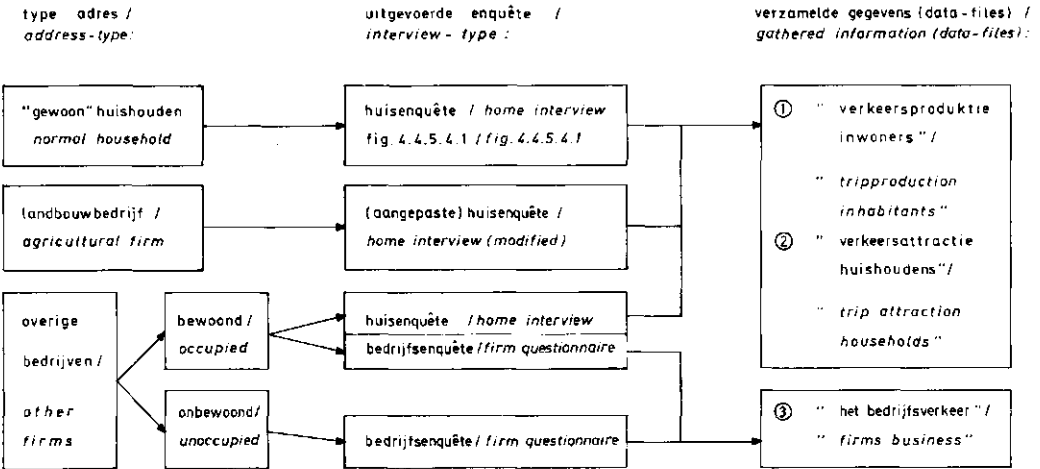 type adres /
address-type:
uitgevoerde enquête /
interview - type :
verzamelde gegevens (data-files) /
gathered information (data-files):
"gewoon" huishouden
normal household
huisenquête / home interview
fig. 4.4.5.4.1 / fig. 4.4.5.4.1
① " verkeersproduktie
inwoners "/
" tripproduction
inhabitants "
② " verkeersattractie
huishoudens"/
" trip attraction
households "
landbouwbedrijf /
agricultural firm
(aangepaste) huisenquête /
home interview (modified)
overige
bedrijven /
other
firms
bewoond /
occupied
huisenquête / home interview
bedrijfsenquête / firm questionnaire
onbewoond /
unoccupied
bedrijfsenquête / firm questionnaire
③ " het bedrijfsverkeer "/
" firms business "